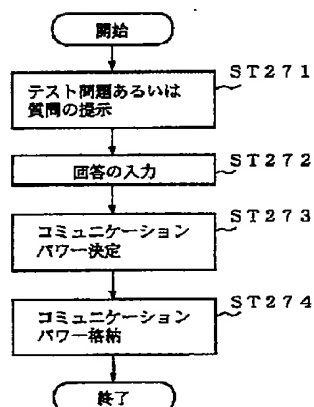 開始
ST271
テスト問題あるいは
質問の提示
ST272
回答の入力
ST273
コミュニケーション
パワー決定
ST274
コミュニケーション
パワー格納
終了